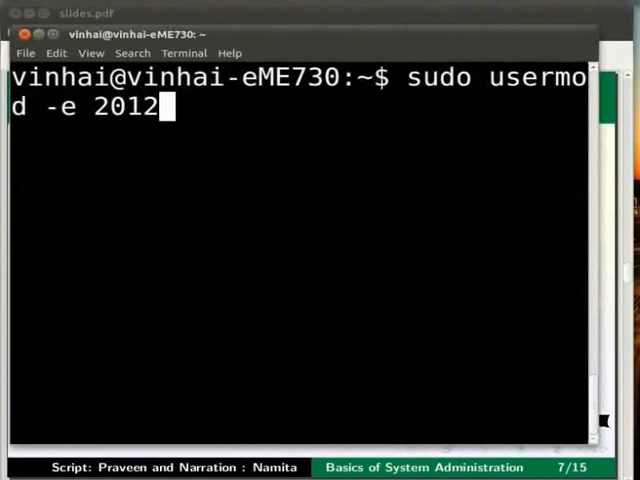 slides.pdf
vinhai@vinhai-eME730: ~
File Edit View Search Terminal Help
vinhai@vinhai-eME730:~$ sudo usermo
d -e 2012
Script: Praveen and Narration : Namita Basics of System Administration 7/15